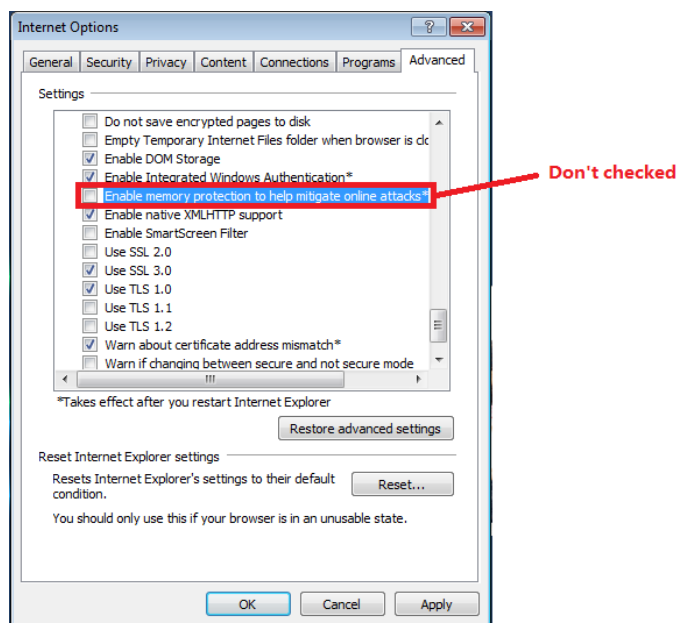 Internet Options
General Security Privacy Content Connections Programs Advanced
Settings
Do not save encrypted pages to disk
Empty Temporary Internet Files folder when browser is clo
Enable DOM Storage
Enable Integrated Windows Authentication*
Enable memory protection to help mitigate online attacks*
Don't checked
Enable native XMLHTTP support
Enable SmartScreen Filter
Use SSL 2.0
Use SSL 3.0
Use TLS 1.0
Use TLS 1.1
Use TLS 1.2
Warn about certificate address mismatch*
Warn if changing between secure and not secure mode
*Takes effect after you restart Internet Explorer
Restore advanced settings
Reset Internet Explorer settings
Resets Internet Explorer's settings to their default
condition.
Reset...
You should only use this if your browser is in an unusable state.
OK Cancel Apply